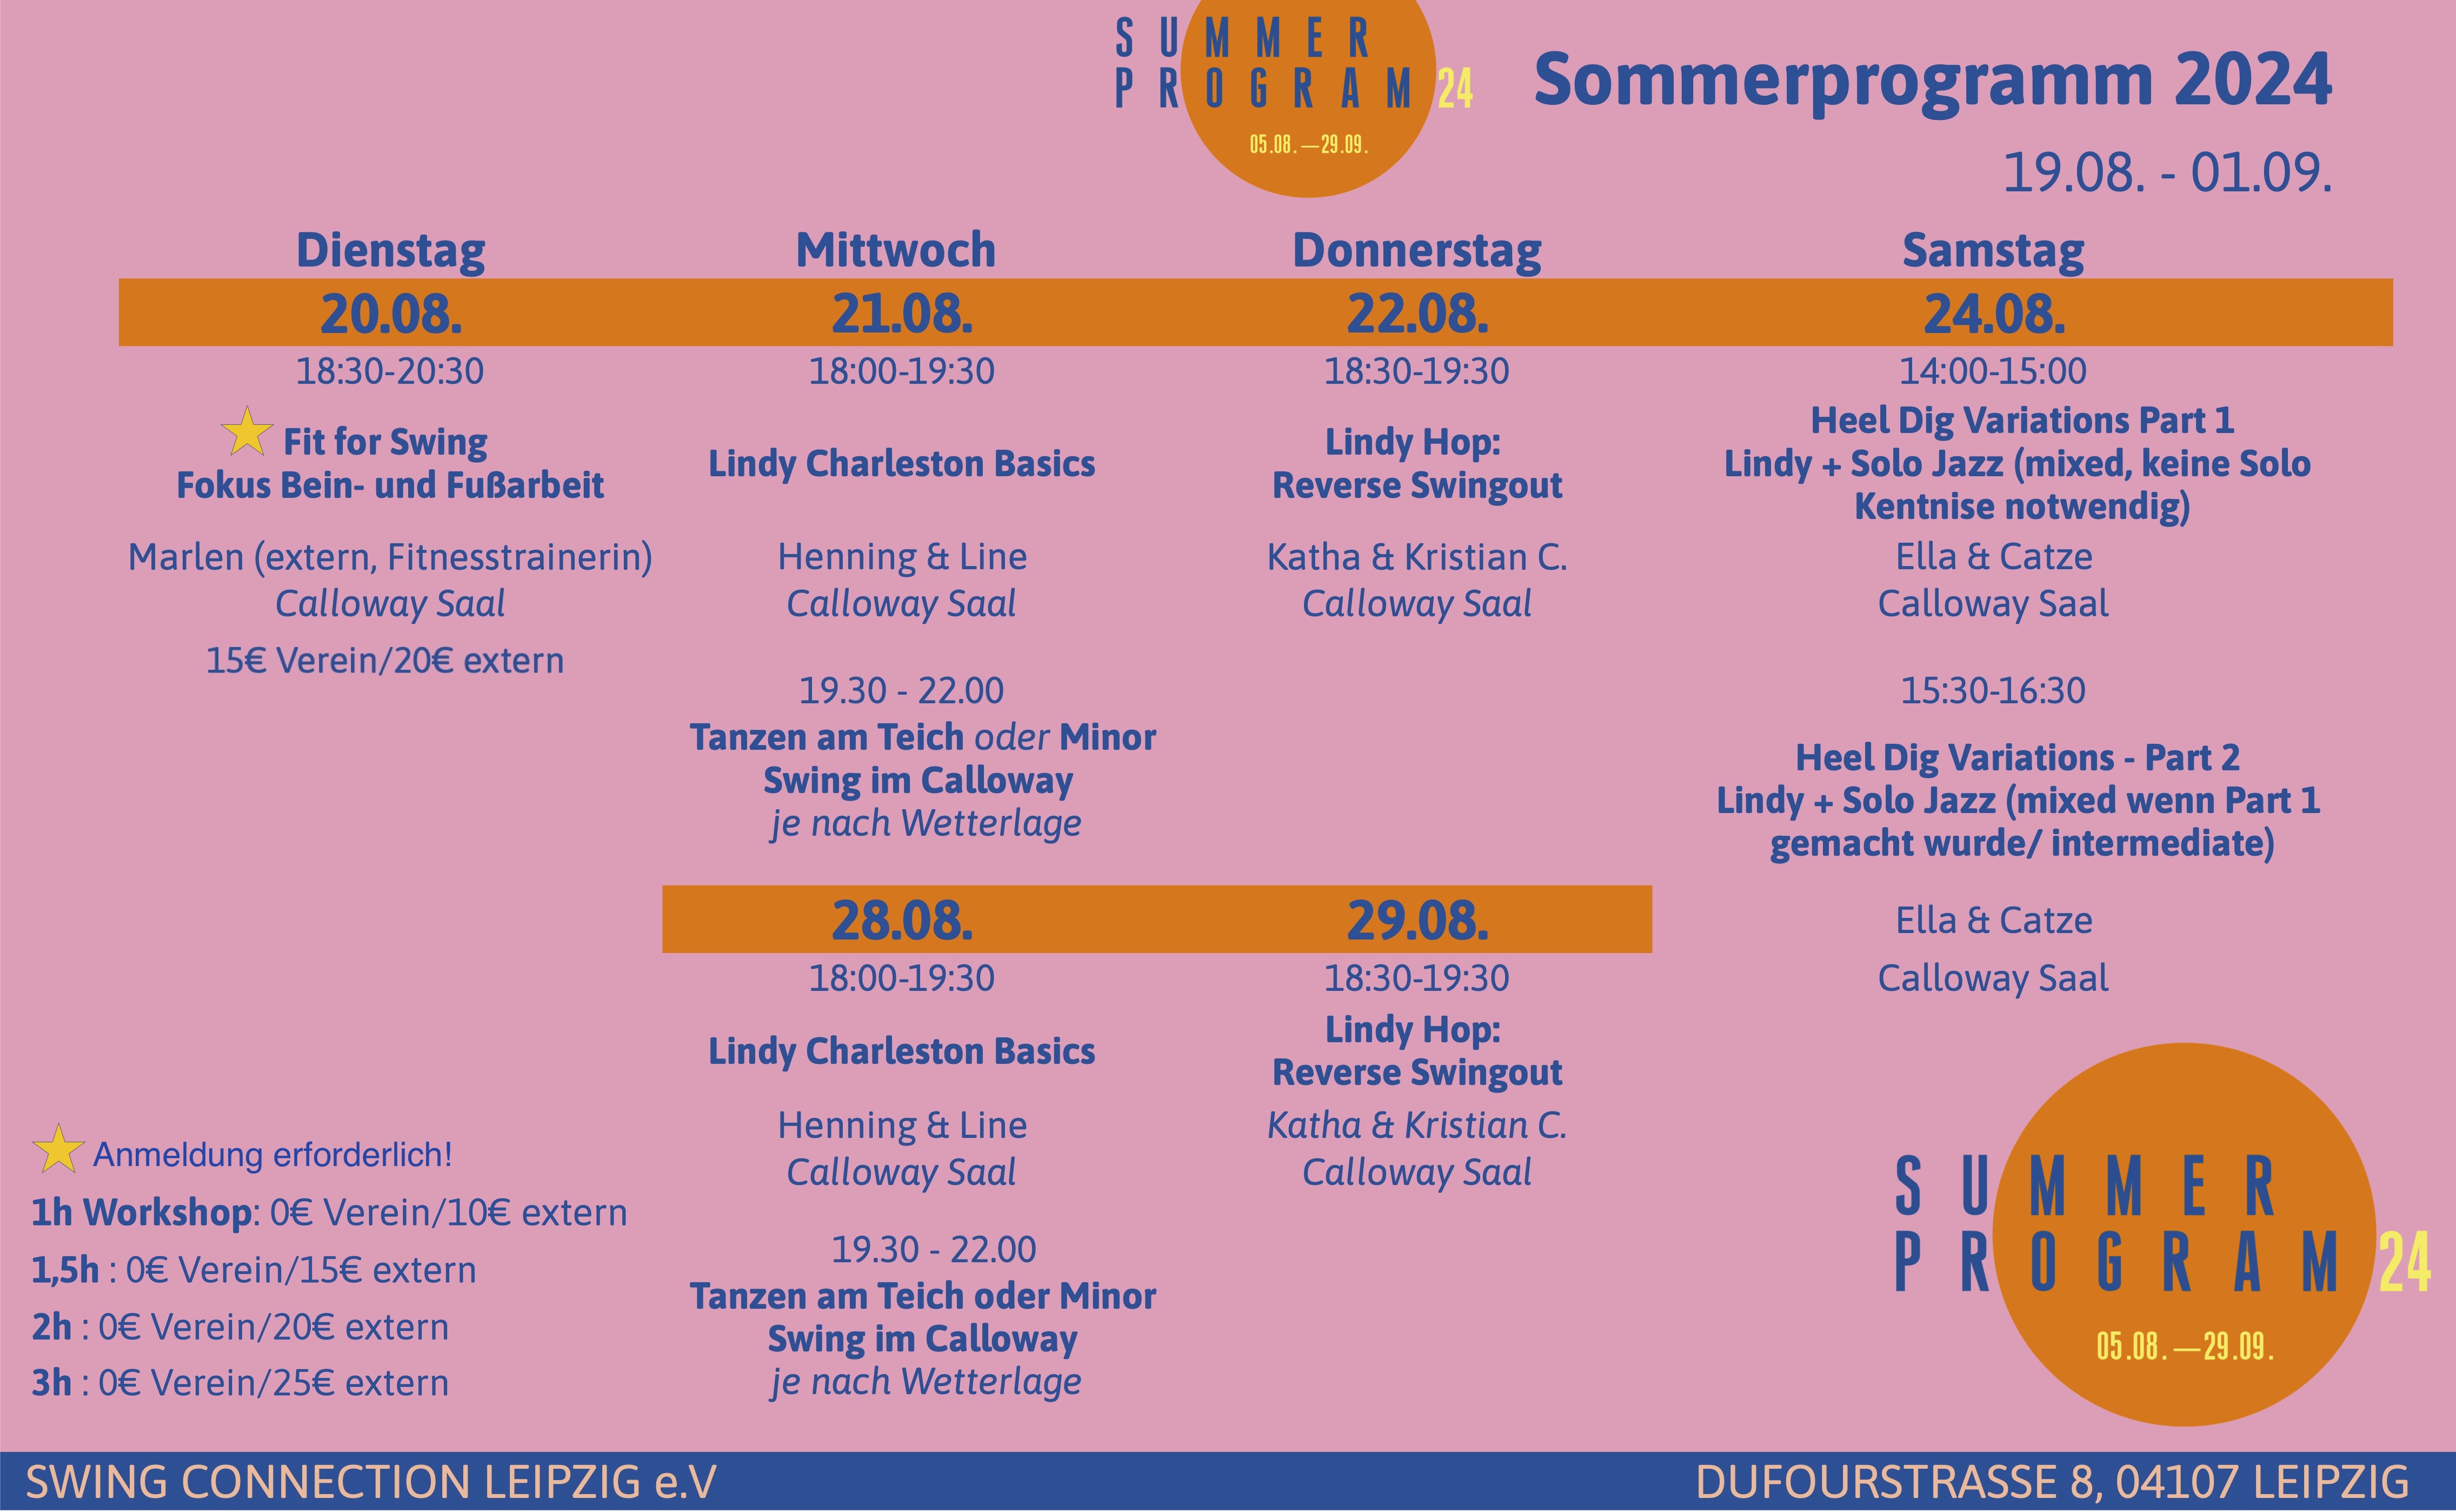 SUMMER
PROGRAM 24
05.08. — 29.09.
Sommerprogramm 2024
19.08. - 01.09.
Dienstag
20.08.
18:30-20:30
Fit for Swing
Fokus Bein- und Fußarbeit
Marlen (extern, Fitnesstrainerin)
Calloway Saal
15€ Verein/20€ extern
Mittwoch
21.08.
18:00-19:30
Lindy Charleston Basics
Henning & Line
Calloway Saal
19.30 - 22.00
Tanzen am Teich oder Minor
Swing im Calloway
je nach Wetterlage
28.08.
18:00-19:30
Lindy Charleston Basics
Henning & Line
Calloway Saal
19.30 - 22.00
Tanzen am Teich oder Minor
Swing im Calloway
je nach Wetterlage
Donnerstag
22.08.
18:30-19:30
Lindy Hop:
Reverse Swingout
Katha & Kristian C.
Calloway Saal
29.08.
18:30-19:30
Lindy Hop:
Reverse Swingout
Katha & Kristian C.
Calloway Saal
Samstag
24.08.
14:00-15:00
Heel Dig Variations Part 1
Lindy + Solo Jazz (mixed, keine Solo
Kentnise notwendig)
Ella & Catze
Calloway Saal
15:30-16:30
Heel Dig Variations - Part 2
Lindy + Solo Jazz (mixed wenn Part 1
gemacht wurde/ intermediate)
Ella & Catze
Calloway Saal
Anmeldung erforderlich!
1h Workshop: 0€ Verein/10€ extern
1,5h : 0€ Verein/15€ extern
2h : 0€ Verein/20€ extern
3h : 0€ Verein/25€ extern
SUMMER
PROGRAM 24
05.08. — 29.09.
SWING CONNECTION LEIPZIG e.V
DUFOURSTRASSE 8, 04107 LEIPZIG